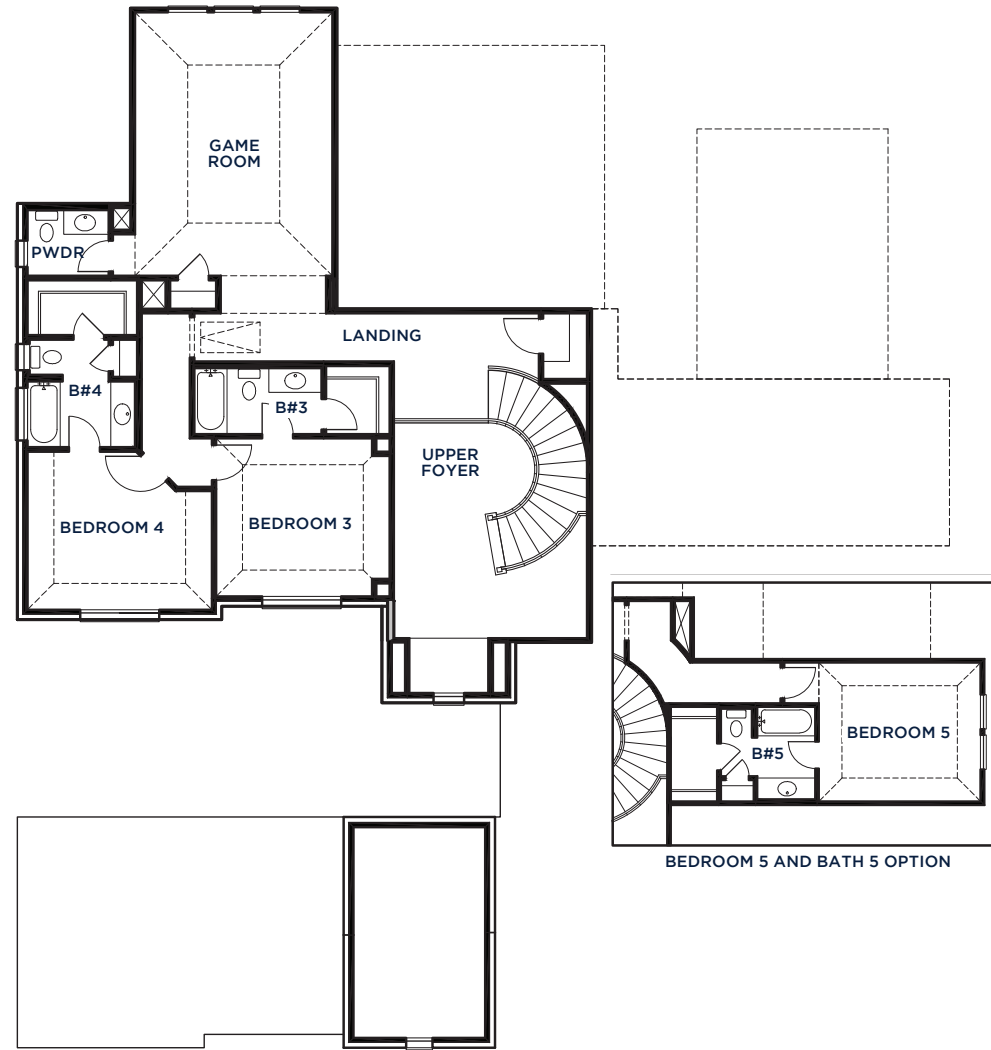 GAME
ROOM
PWDR
LANDING
B#4
B#3
UPPER
FOYER
BEDROOM 4
BEDROOM 3
BEDROOM 5
B#5
BEDROOM 5 AND BATH 5 OPTION